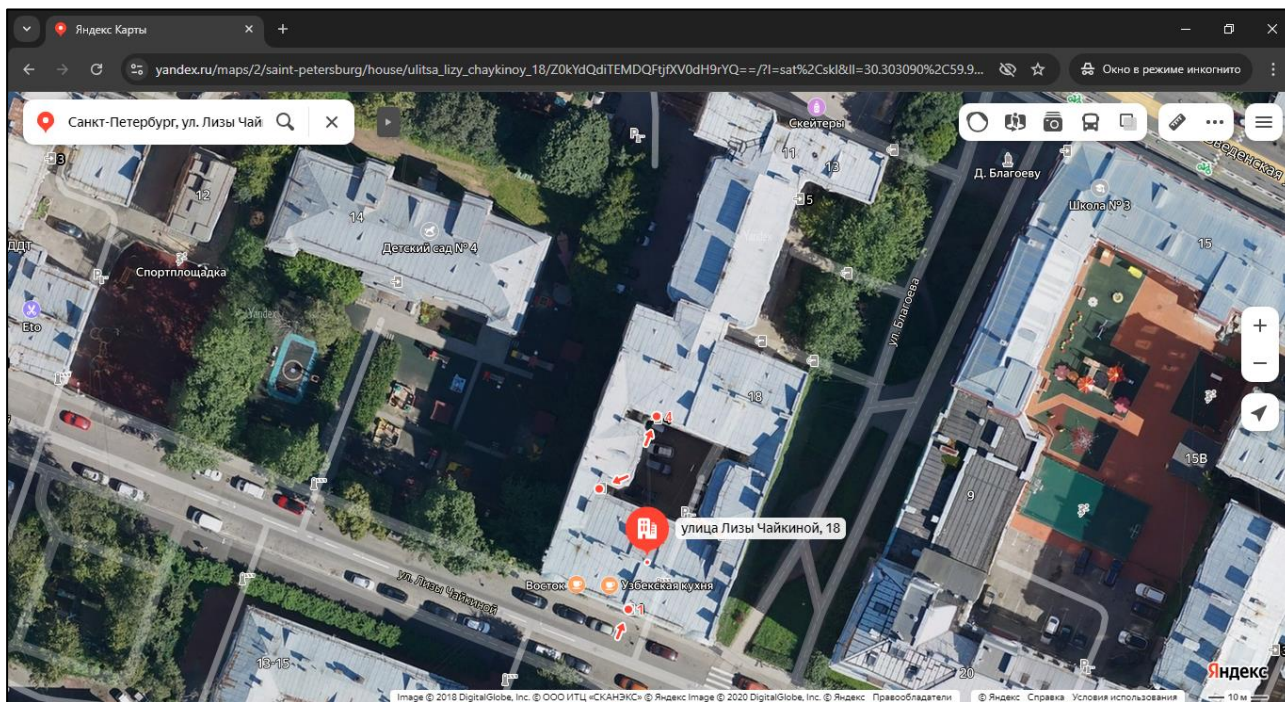 Яндекс Карты
yandex.ru/maps/2/saint-petersburg/house/ulitsa_lizy_chaykinoy_18/Z0kYdQdiTEMDQFtjfXV0dH9rYQ==/?l=sat%2Cskl&ll=30.303090%2C59.9...
Окно в режиме инкогнито
Санкт-Петербург, ул. Лизы Чай
Скейтеры
11
13
Д. Благоеву
Введенская
3
12
5
Школа № 3
14
15
Детский сад № 4
ДДТ
Спортплощадка
ул. Благоева
Eto
18
4
15В
9
улица Лизы Чайкиной, 18
Восток
Узбекская кухня
ул. Лизы Чайкиной
1
13-15
20
3
Яндекс
Image © 2018 DigitalGlobe, Inc. © ООО ИТЦ «СКАНЭКС» © Яндекс Image © 2020 DigitalGlobe, Inc. © Яндекс Правообладатели
© Яндекс Справка Условия использования
10 м